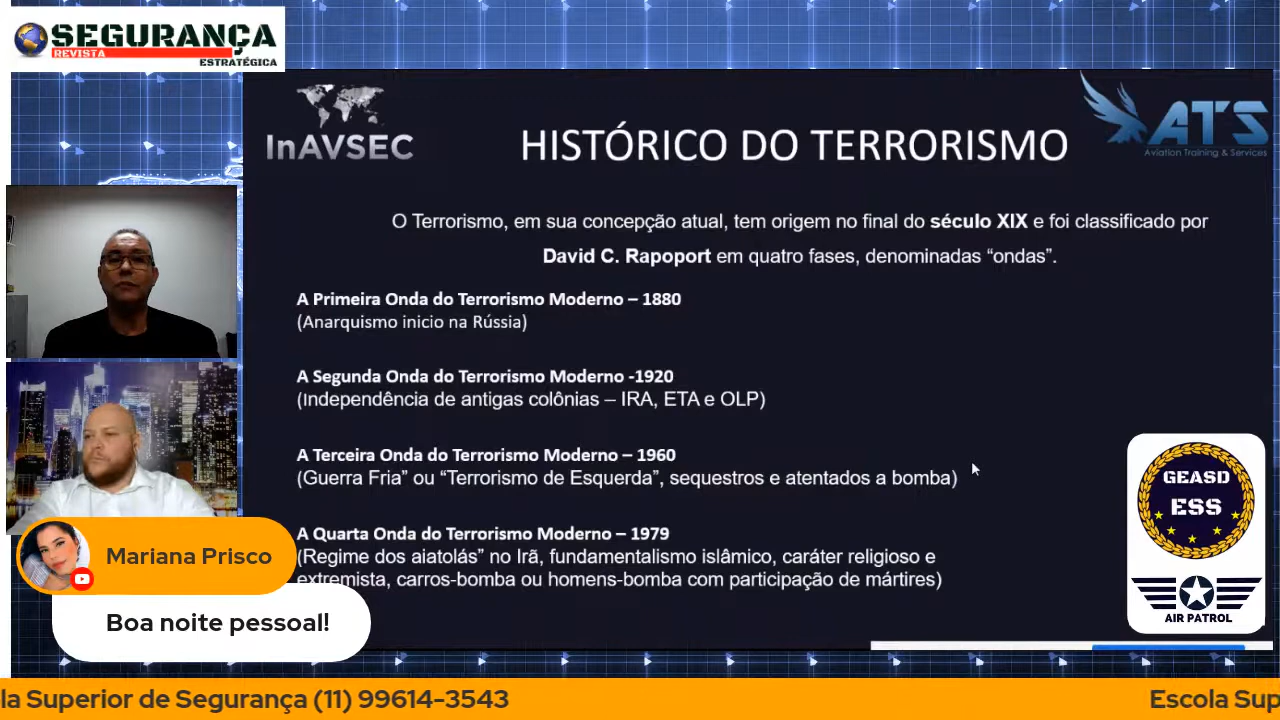 SEGURANÇA
REVISTA
ESTRATÉGICA
InAVSEC
HISTÓRICO DO TERRORISMO
ATS
Aviation Training & Services
O Terrorismo, em sua concepção atual, tem origem no final do século XIX e foi classificado por
David C. Rapoport em quatro fases, denominadas “ondas”.
A Primeira Onda do Terrorismo Moderno – 1880
(Anarquismo inicio na Rússia)
A Segunda Onda do Terrorismo Moderno -1920
(Independência de antigas colônias – IRA, ETA e OLP)
A Terceira Onda do Terrorismo Moderno – 1960
(Guerra Fria” ou “Terrorismo de Esquerda”, sequestros e atentados a bomba)
A Quarta Onda do Terrorismo Moderno – 1979
(Regime dos aiatolás” no Irã, fundamentalismo islâmico, caráter religioso e
extremista, carros-bomba ou homens-bomba com participação de mártires)
GEASD
ESS
AIR PATROL
Mariana Prisco
Boa noite pessoal!
la Superior de Segurança (11) 99614-3543
Escola Sup